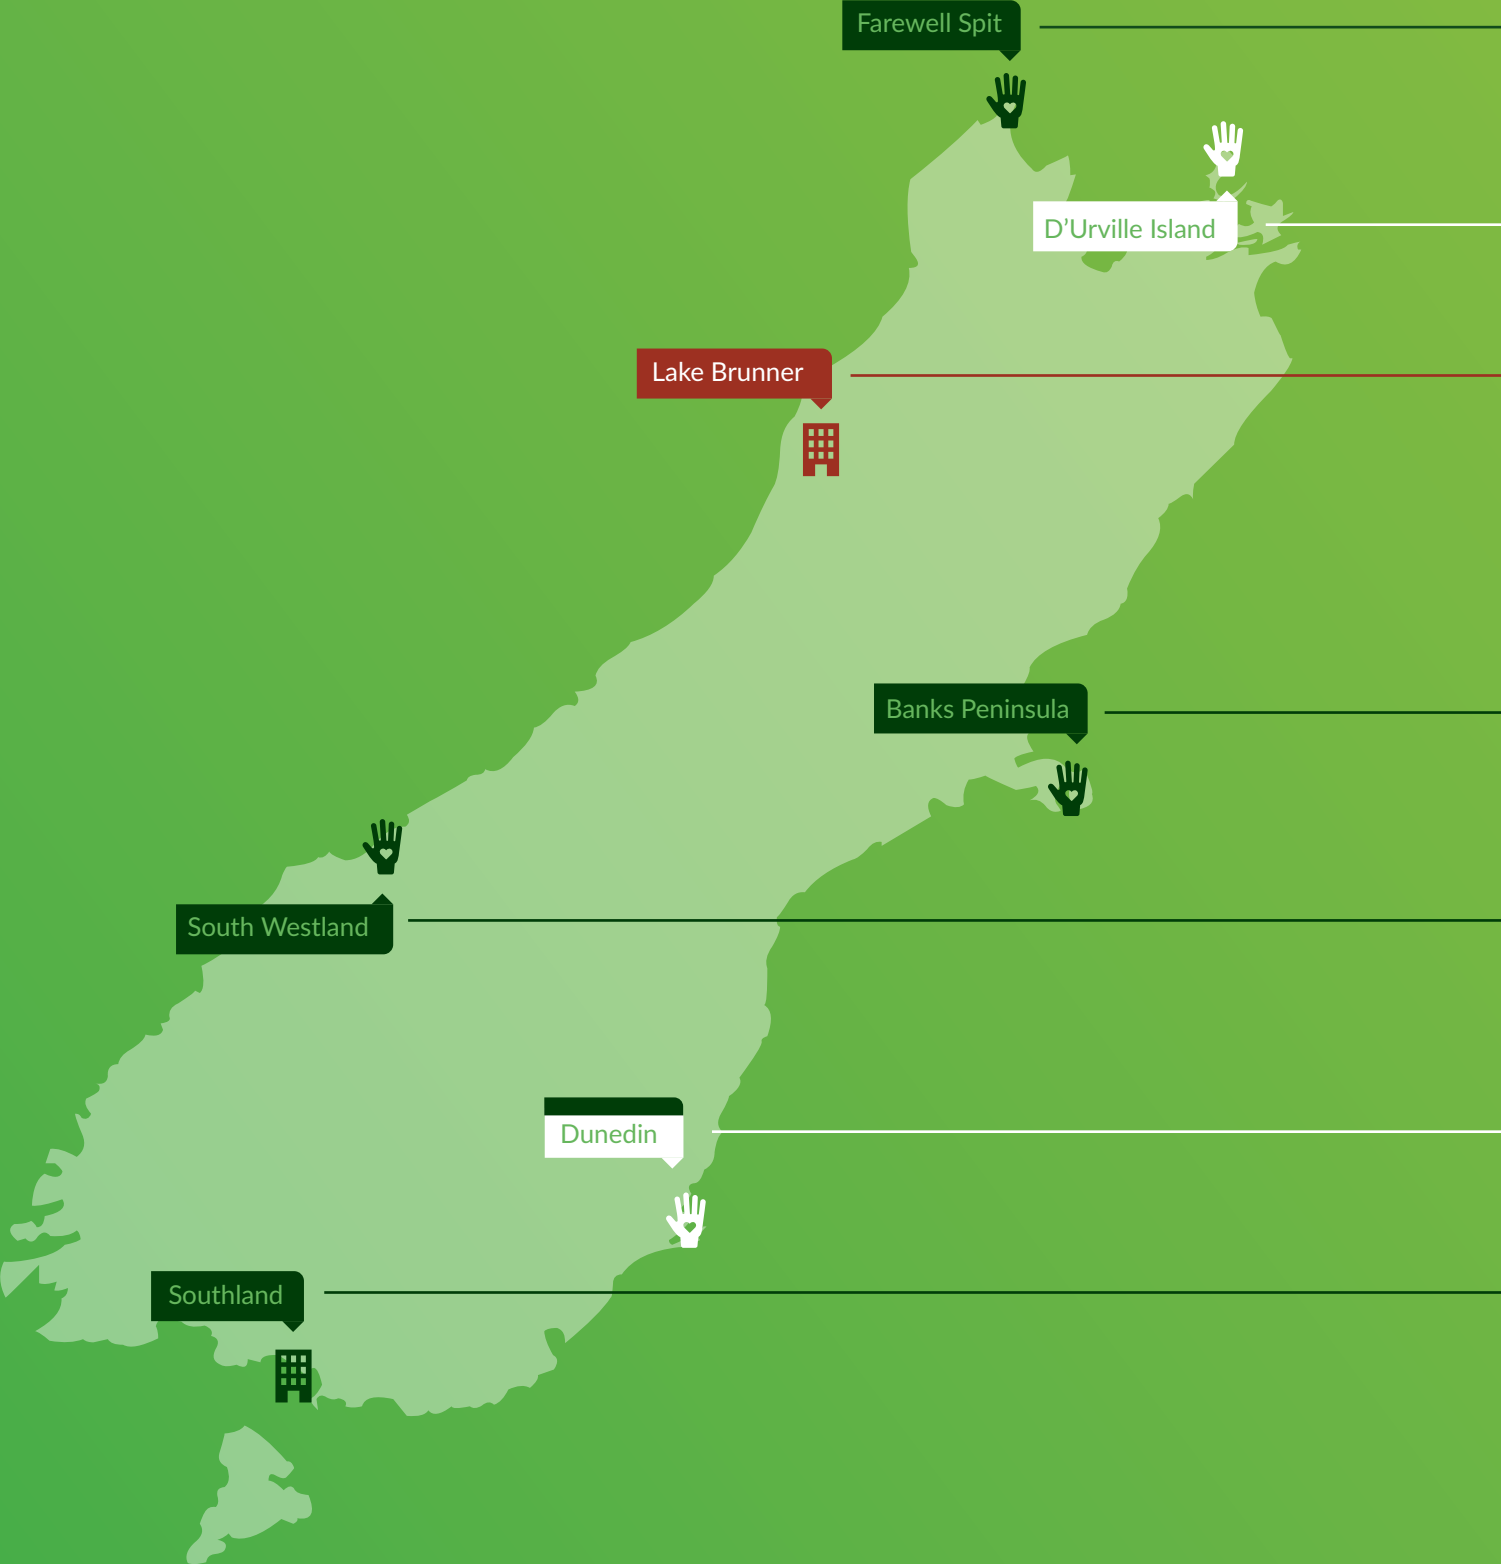 Farewell Spit
D’Urville Island
Lake Brunner
Banks Peninsula
South Westland
Dunedin
Southland